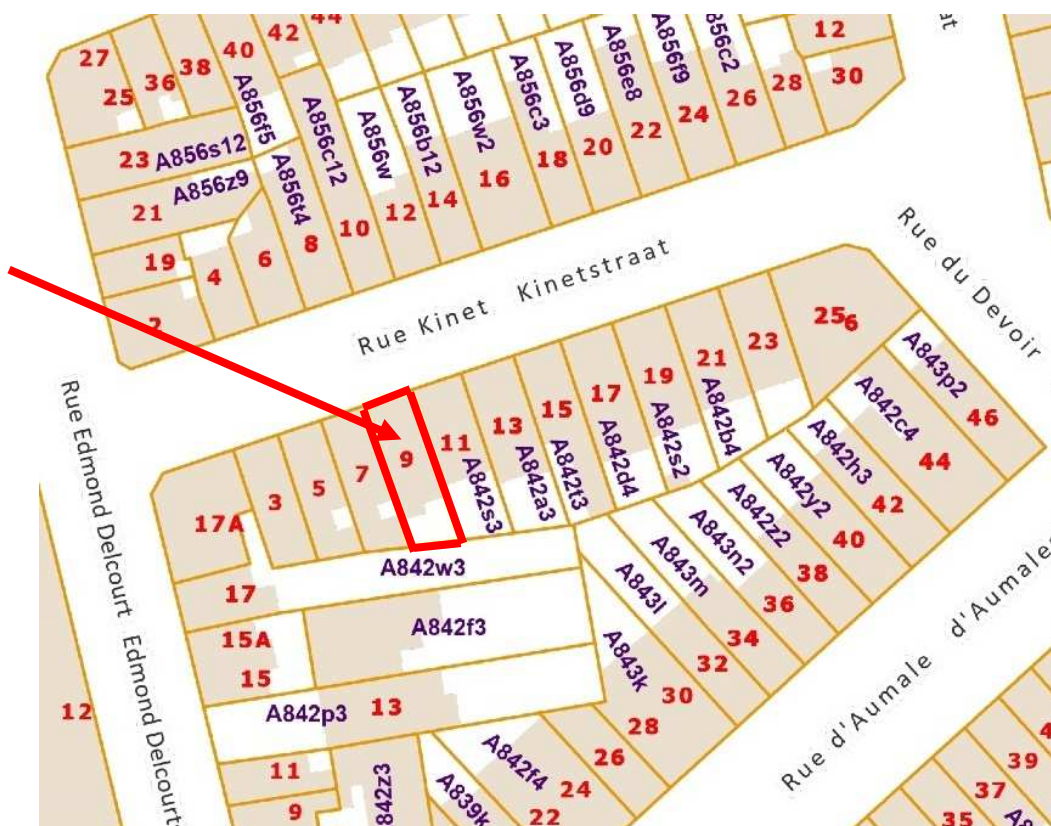 27
25
36
38
40
42
44
A856f5
23
A856s12
21
A856z9
19
2
4
6
8
A856t4
A856c12
10
A856w
12
A856b12
14
A856w2
16
A856c3
18
A856d9
20
A856e8
22
A856f9
24
26
28
12
30
Rue Kinet Kinetstraat
Rue du Devoir
Rue Edmond Delcourt Edmond Delcourt
17A
3
5
7
9
11
A842s3
13
A842a3
15
A842t3
17
A842d4
19
A842s2
21
A842b4
23
25
6
A843p2
46
A842c4
44
A842h3
42
A842y2
40
A842z2
38
A843n2
36
A843m
34
A843l
32
A843k
30
28
26
A842f4
24
22
A842w3
17
A842f3
15A
15
A842p3
13
11
9
842z3
A839k
12
Rue d'Aumale d'Aumale
39
37
35